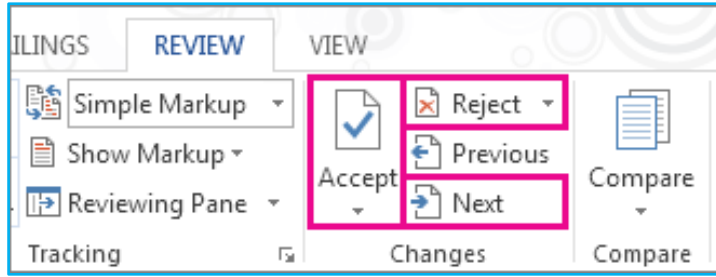 ILINGS REVIEW VIEW
Simple Markup
Show Markup
Reviewing Pane
Tracking
Accept
Reject
Previous
Next
Changes
Compare
Compare